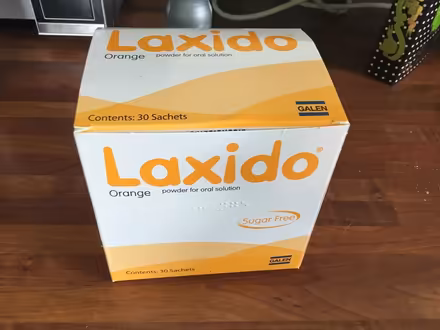 Laxido
Orange powder for oral solution
Contents: 30 Sachets
GALEN
Laxido®
Orange powder for oral solution
Sugar Free
Contents: 30 Sachets
GALEN